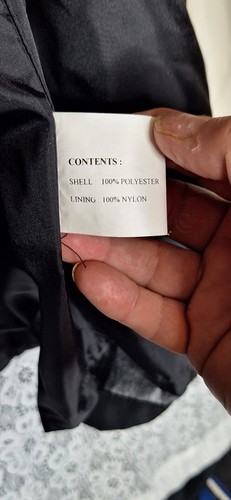 CONTENTS :
SHELL 100% POLYESTER
LINING 100% NYLON